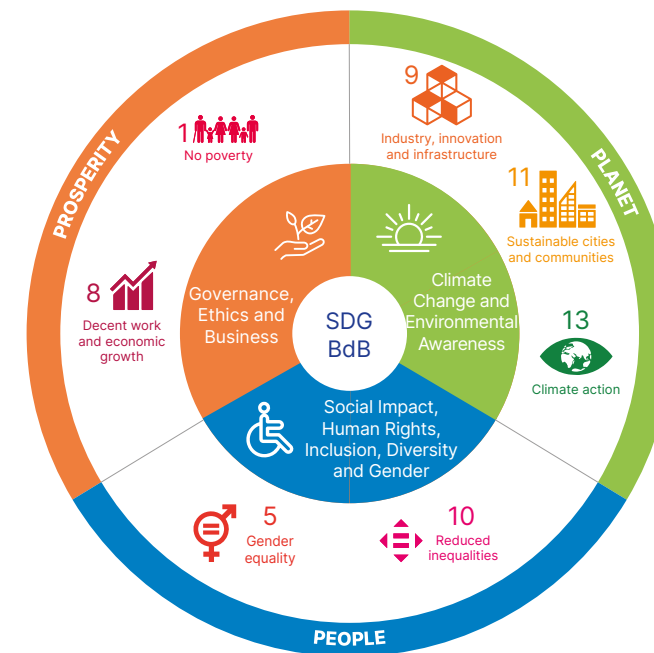 PROSPERITY
1
No poverty
8
Decent work
and economic
growth
Governance,
Ethics and
Business
PLANET
9
Industry, innovation
and infrastructure
11
Sustainable cities
and communities
13
Climate action
Climate
Change and
Environmental
Awareness
SDG
BdB
Social Impact,
Human Rights,
Inclusion, Diversity
and Gender
5
Gender
equality
10
Reduced
inequalities
PEOPLE